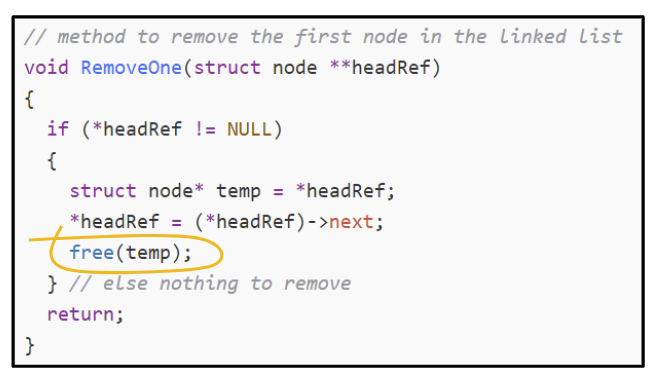 // method to remove the first node in the linked list
void RemoveOne(struct node **headRef)
{
if (*headRef != NULL)
{
struct node* temp = *headRef;
*headRef = (*headRef)->next;
free(temp);
} // else nothing to remove
return;
}